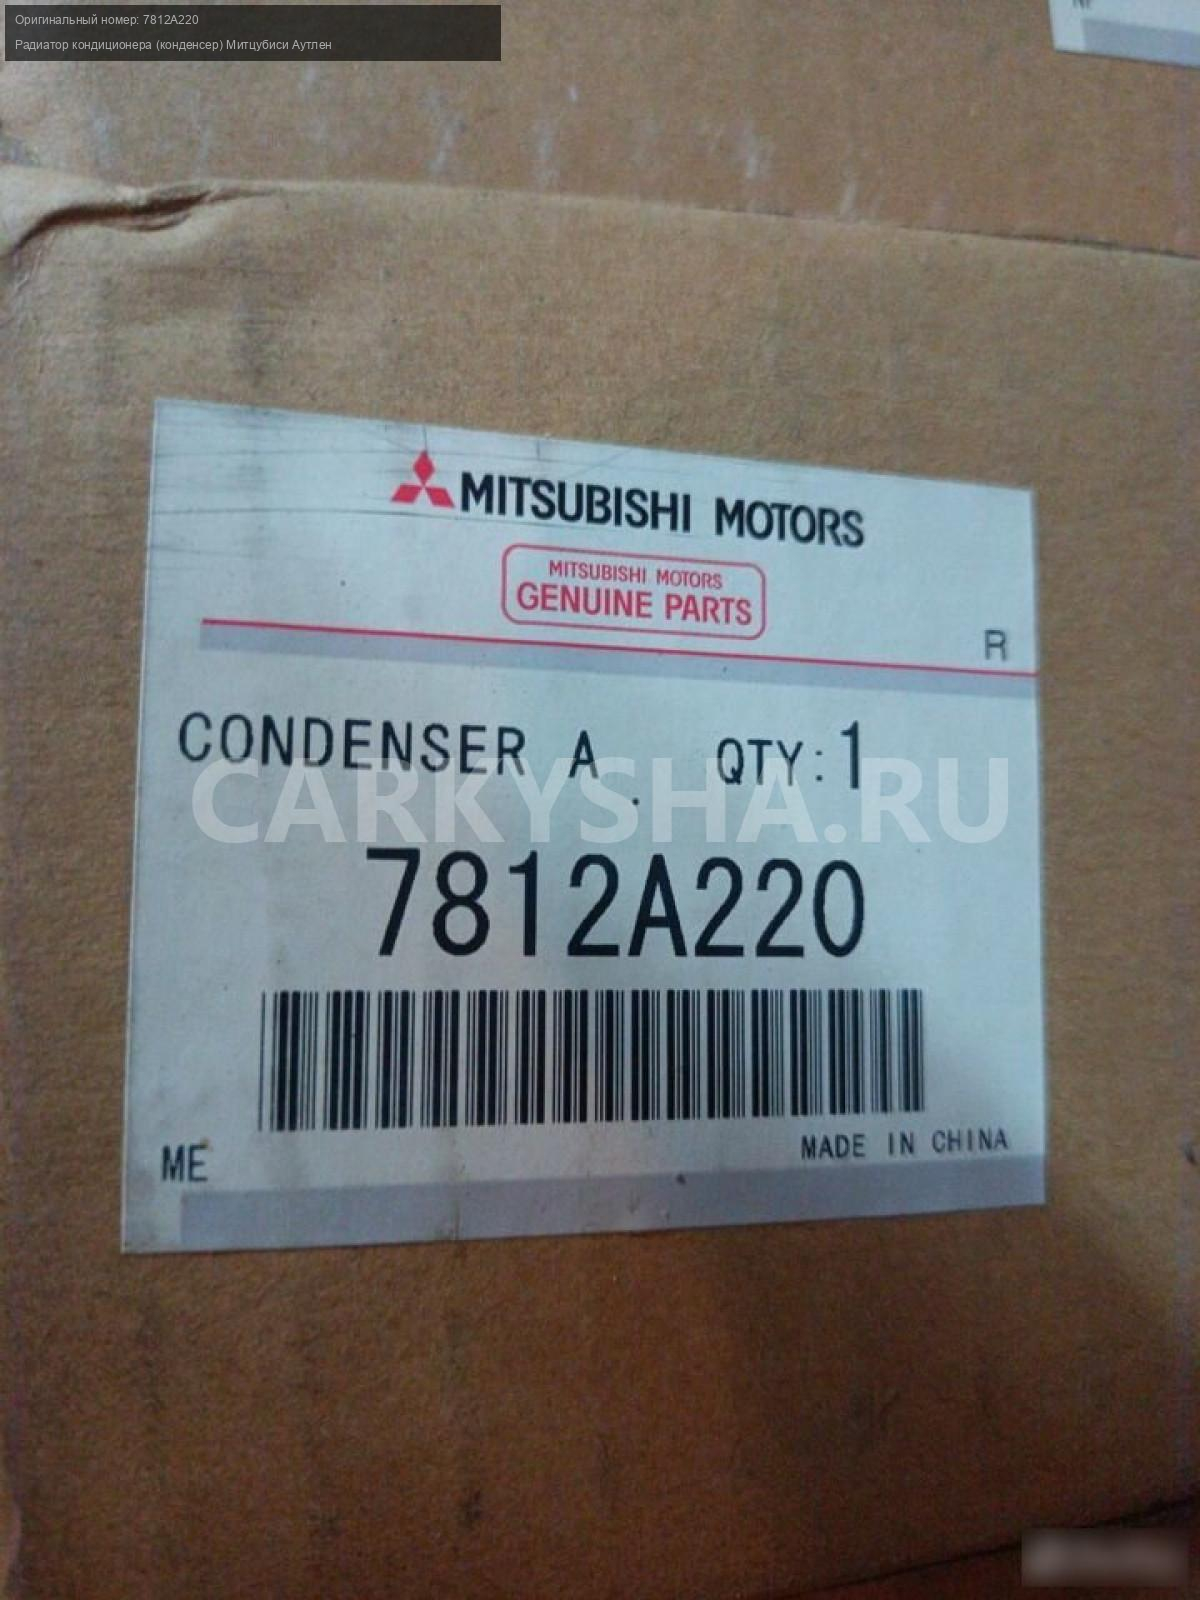 Оригинальный номер: 7812A220
Радиатор кондиционера (конденсер) Митцубиси Аутлен
MITSUBISHI MOTORS
MITSUBISHI MOTORS
GENUINE PARTS
R
CONDENSER A QTY:1
CARKYSHA.RU
7812A220
MADE IN CHINA
ME